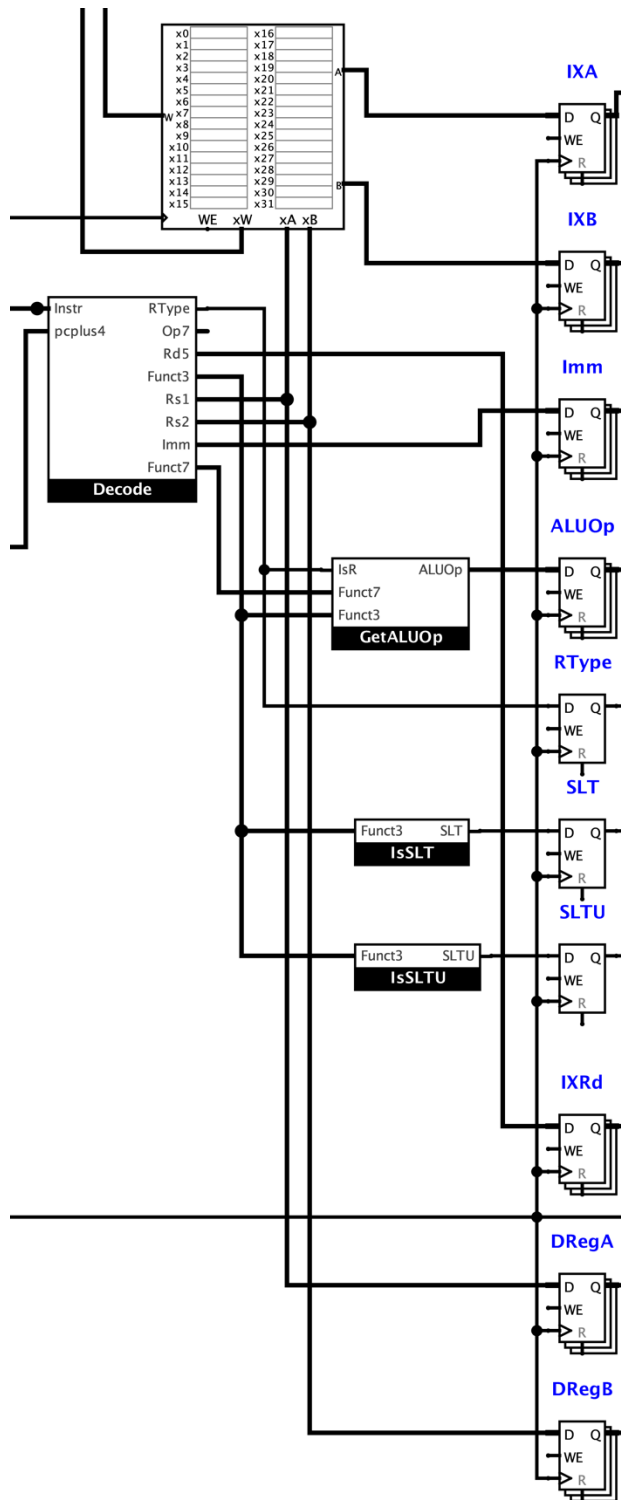 x0 x16
x1 x17
x2 x18
x3 x19
x4 x20
x5 x21
x6 x22
x7 x23
x8 x24
x9 x25
x10 x26
x11 x27
x12 x28
x13 x29
x14 x30
x15 x31
W
A
B
WE xW xA xB
IXA
D Q
WE
R
IXB
D Q
WE
R
Instr RType
pcplus4 Op7
Rd5
Funct3
Rs1
Rs2
Imm
Funct7
Decode
Imm
D Q
WE
R
ALUOp
IsR ALUOp
Funct7
Funct3
GetALUOp
D Q
WE
R
RType
D Q
WE
R
SLT
Funct3 SLT
IsSLT
D Q
WE
R
SLTU
Funct3 SLTU
IsSLTU
D Q
WE
R
IXRd
D Q
WE
R
DRegA
D Q
WE
R
DRegB
D Q
WE
R